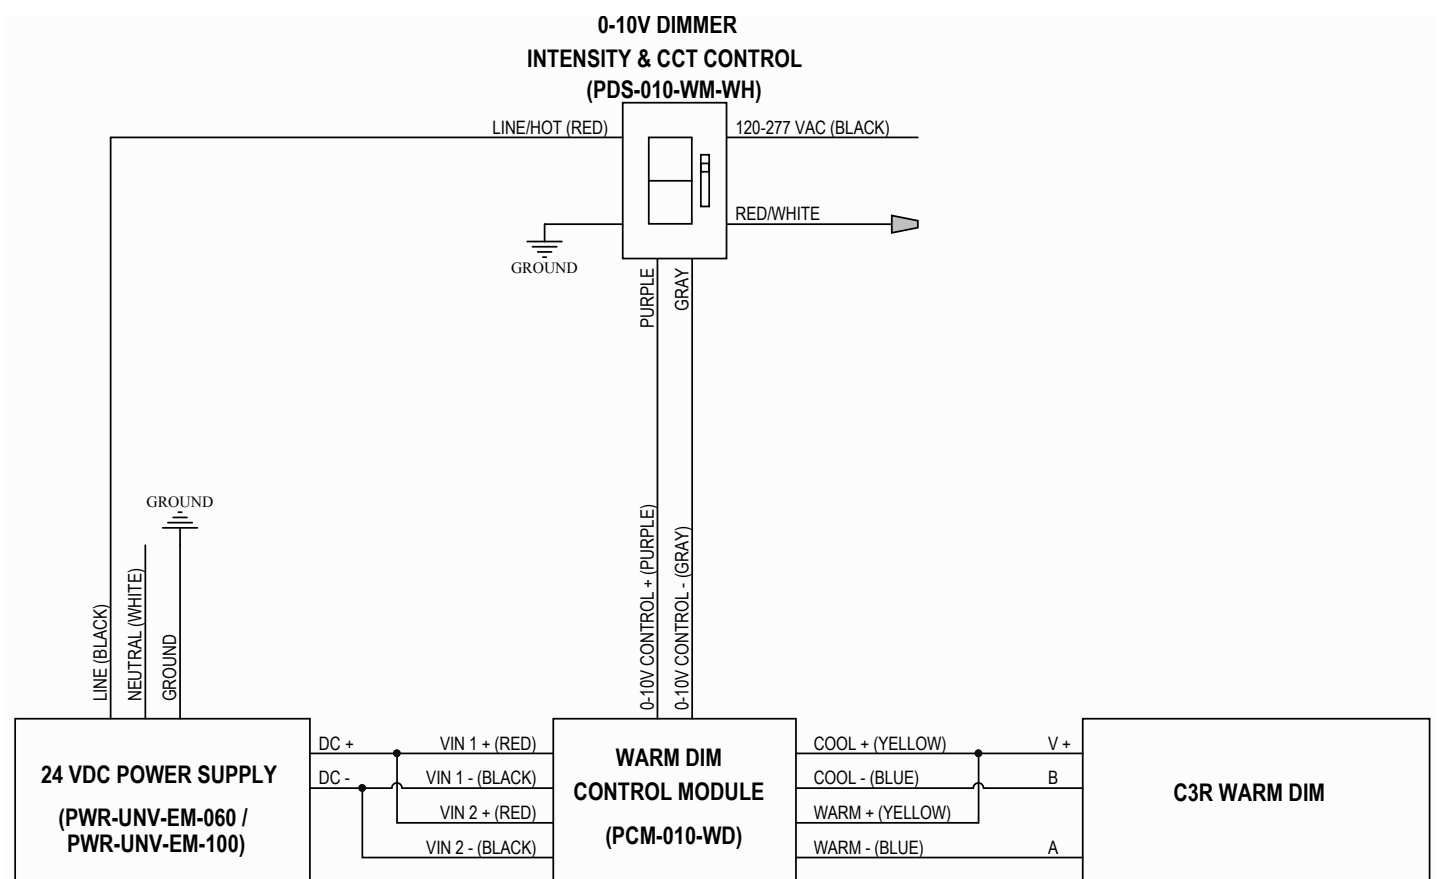 0-10V DIMMER
INTENSITY & CCT CONTROL
(PDS-010-WM-WH)
LINE/HOT (RED)
120-277 VAC (BLACK)
RED/WHITE
GROUND
PURPLE
GRAY
GROUND
LINE (BLACK)
NEUTRAL (WHITE)
GROUND
0-10V CONTROL + (PURPLE)
0-10V CONTROL - (GRAY)
24 VDC POWER SUPPLY
(PWR-UNV-EM-060 /
PWR-UNV-EM-100)
DC +
DC -
VIN 1 + (RED)
VIN 1 - (BLACK)
VIN 2 + (RED)
VIN 2 - (BLACK)
WARM DIM
CONTROL MODULE
(PCM-010-WD)
COOL + (YELLOW)
COOL - (BLUE)
WARM + (YELLOW)
WARM - (BLUE)
V +
B
A
C3R WARM DIM